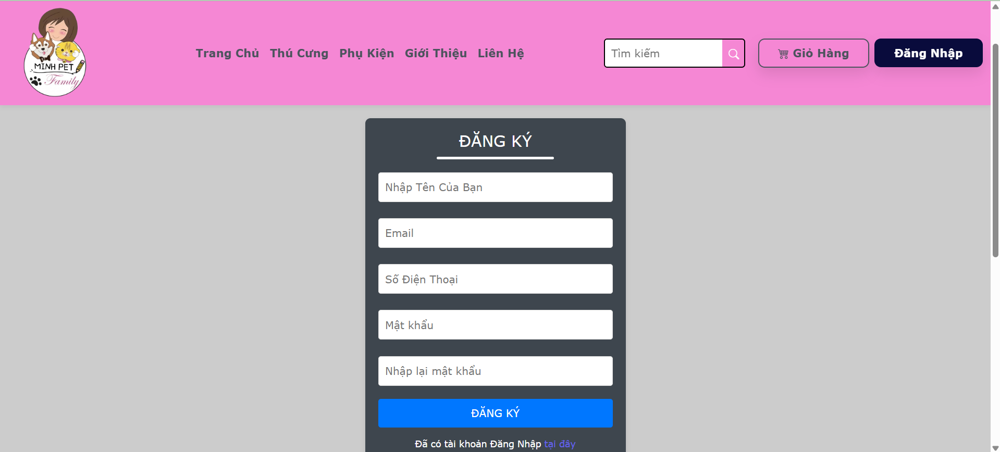 MINH PET
Family
Trang Chủ Thú Cưng Phụ Kiện Giới Thiệu Liên Hệ
Tìm kiếm
Giỏ Hàng
Đăng Nhập
ĐĂNG KÝ
Nhập Tên Của Bạn
Email
Số Điện Thoại
Mật khẩu
Nhập lại mật khẩu
ĐĂNG KÝ
Đã có tài khoản Đăng Nhập tại đây